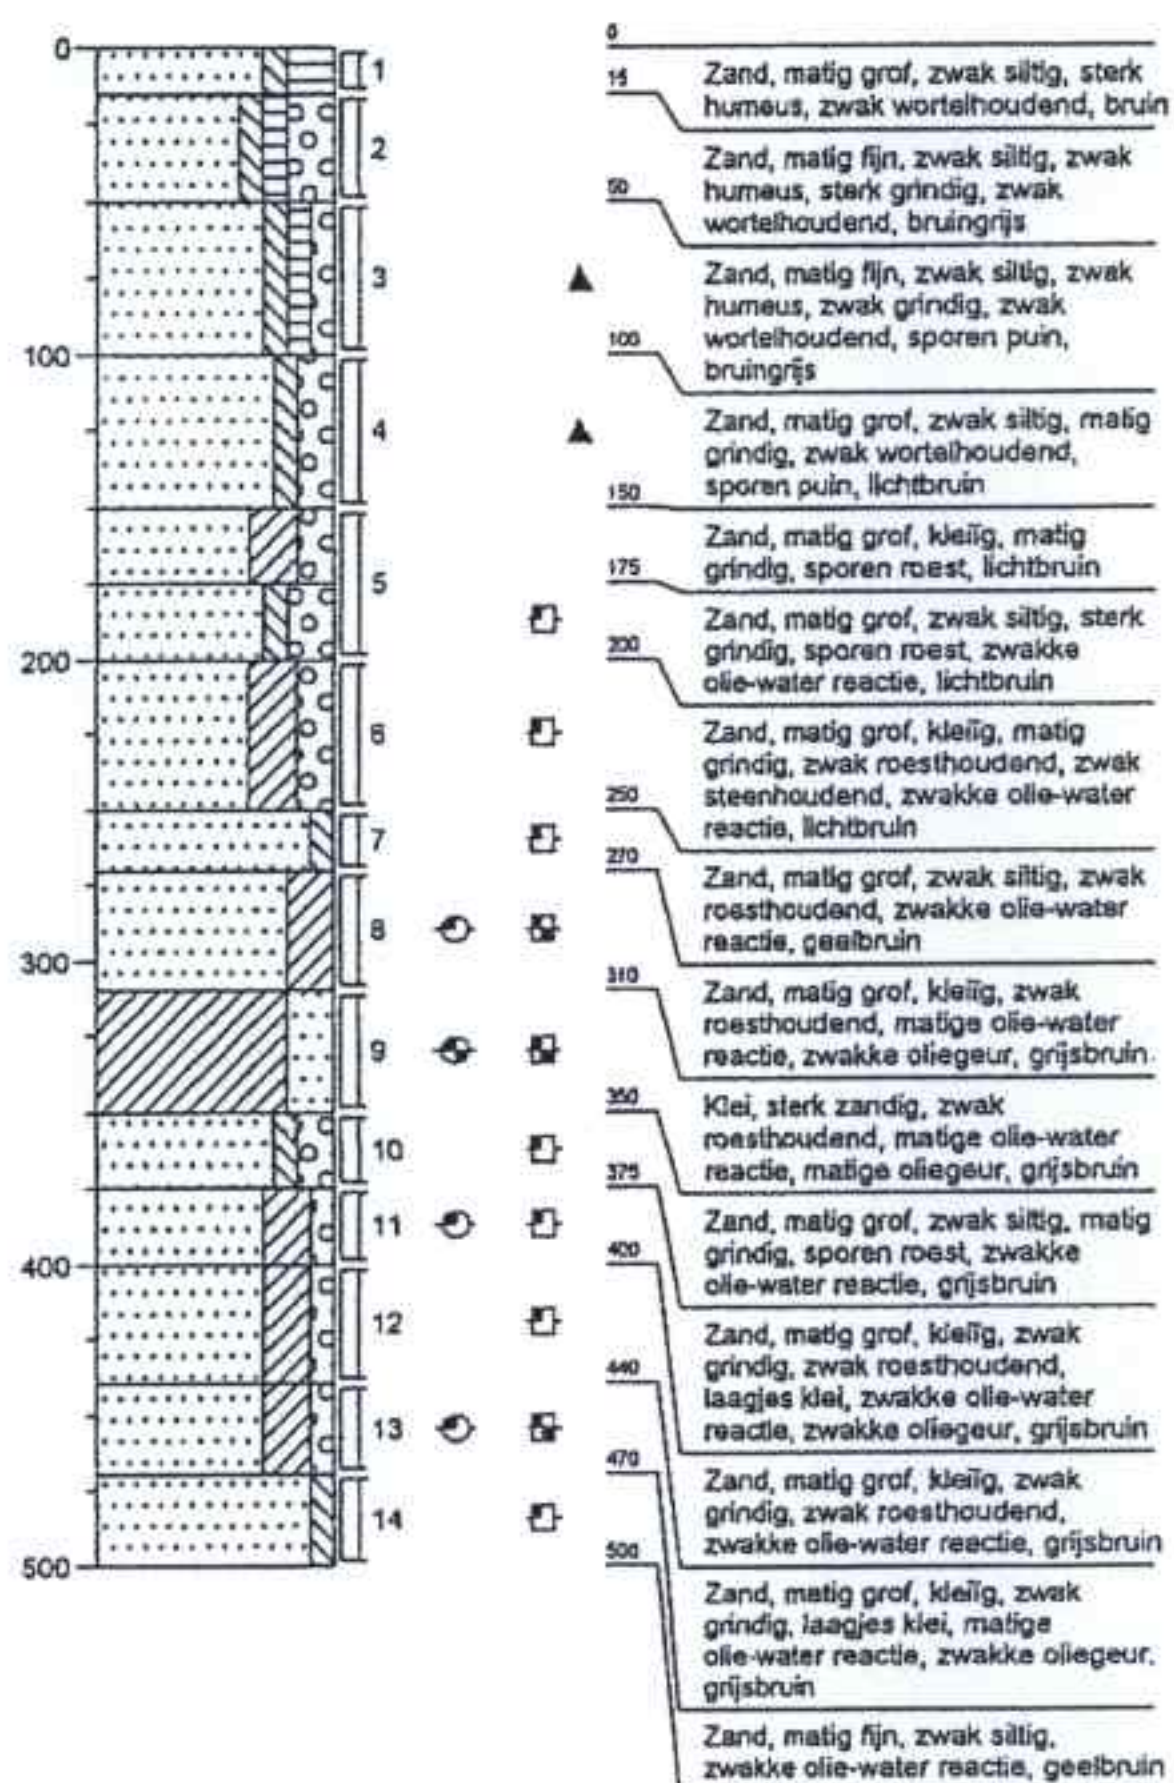 0
100
200
300
400
500
1
2
3
4
5
6
7
8
9
10
11
12
13
14
0
Zand, matig grof, zwak siltig, sterk
humeus, zwak wortelhoudend, bruin
15
Zand, matig fijn, zwak siltig, zwak
humeus, sterk grindig, zwak
wortelhoudend, bruingrijs
50
Zand, matig fijn, zwak siltig, zwak
humeus, zwak grindig, zwak
wortelhoudend, sporen puin,
bruingrijs
100
Zand, matig grof, zwak siltig, matig
grindig, zwak wortelhoudend,
sporen puin, lichtbruin
150
Zand, matig grof, kleiïg, matig
grindig, sporen roest, lichtbruin
175
Zand, matig grof, zwak siltig, sterk
grindig, sporen roest, zwakke
olie-water reactie, lichtbruin
200
Zand, matig grof, kleiïg, matig
grindig, zwak roesthoudend, zwak
steenhoudend, zwakke olie-water
reactie, lichtbruin
250
Zand, matig grof, zwak siltig, zwak
roesthoudend, zwakke olie-water
reactie, geelbruin
270
Zand, matig grof, kleiïg, zwak
roesthoudend, matige olie-water
reactie, zwakke oliegeur, grijsbruin
310
Klei, sterk zandig, zwak
roesthoudend, matige olie-water
reactie, matige oliegeur, grijsbruin
350
Zand, matig grof, zwak siltig, matig
grindig, sporen roest, zwakke
olie-water reactie, grijsbruin
375
Zand, matig grof, kleiïg, zwak
grindig, zwak roesthoudend,
laagjes klei, zwakke olie-water
reactie, zwakke oliegeur, grijsbruin
400
Zand, matig grof, kleiïg, zwak
grindig, zwak roesthoudend,
zwakke olie-water reactie, grijsbruin
440
Zand, matig grof, kleiïg, zwak
grindig, laagjes klei, matige
olie-water reactie, zwakke oliegeur,
grijsbruin
470
Zand, matig fijn, zwak siltig,
zwakke olie-water reactie, geelbruin
500